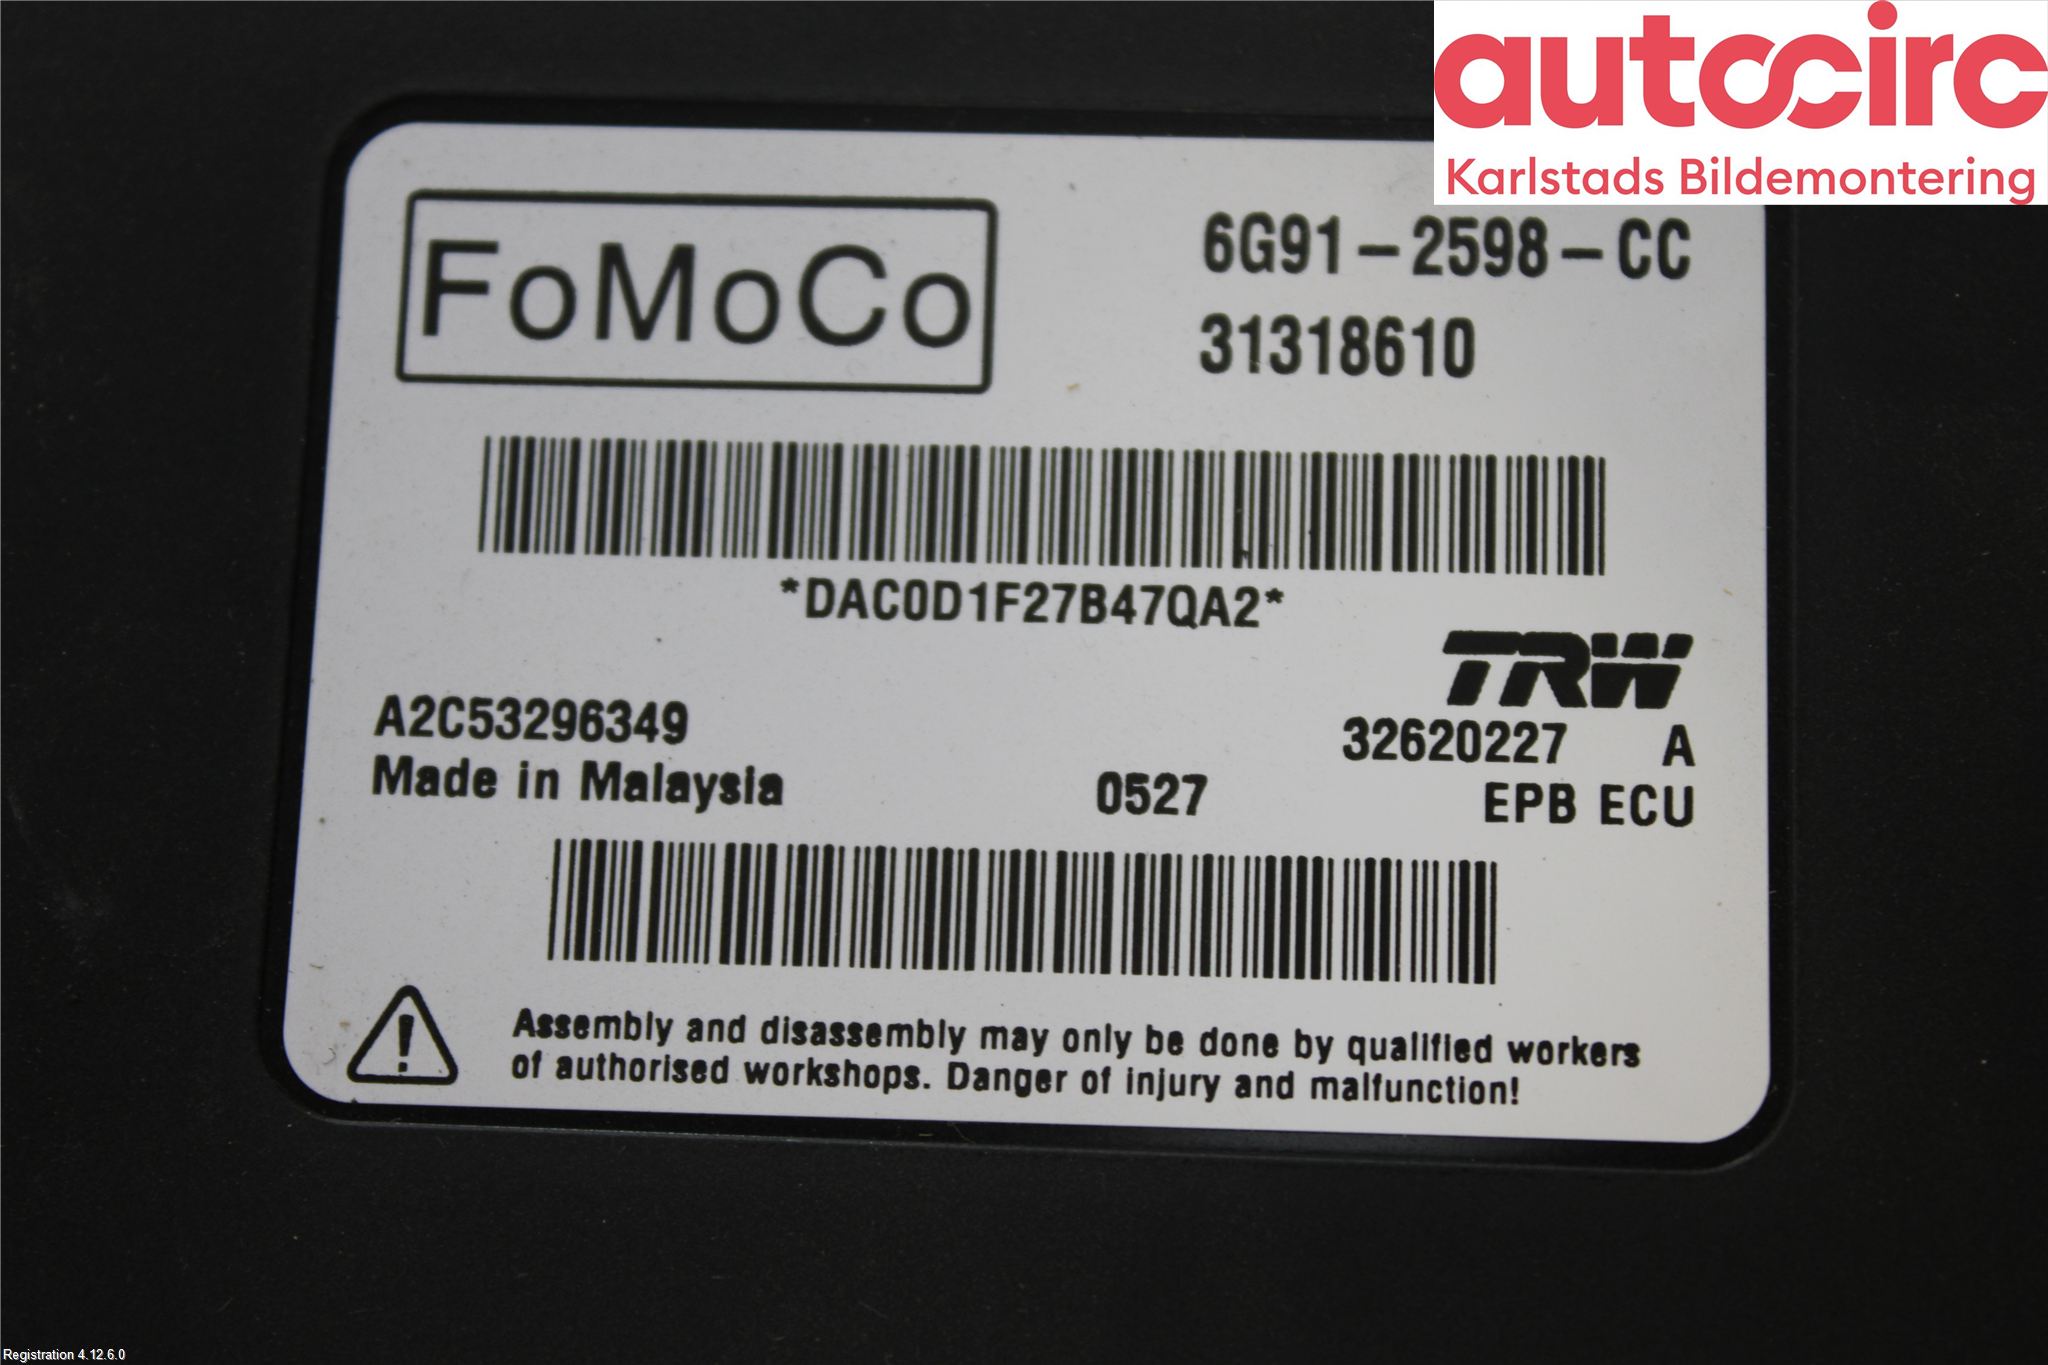 autocirc
Karlstads Bildemontering
FoMoCo
6G91-2598-CC
31318610
*DAC0D1F27B47QA2*
TRW
A2C53296349
32620227 A
Made in Malaysia
0527
EPB ECU
Assembly and disassembly may only be done by qualified workers
of authorised workshops. Danger of injury and malfunction!
Registration 4.12.6.0